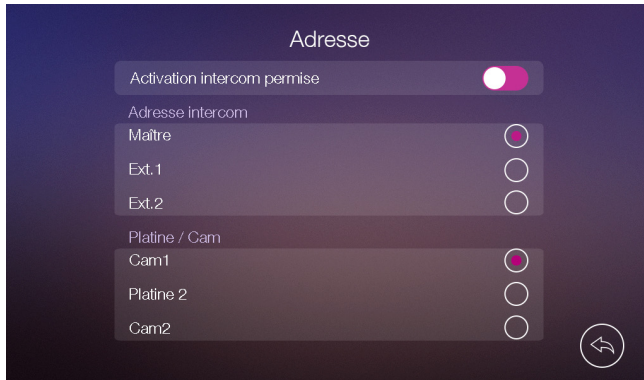 Adresse
Activation intercom permise
Adresse intercom
Maître
Ext.1
Ext.2
Platine / Cam
Cam1
Platine 2
Cam2